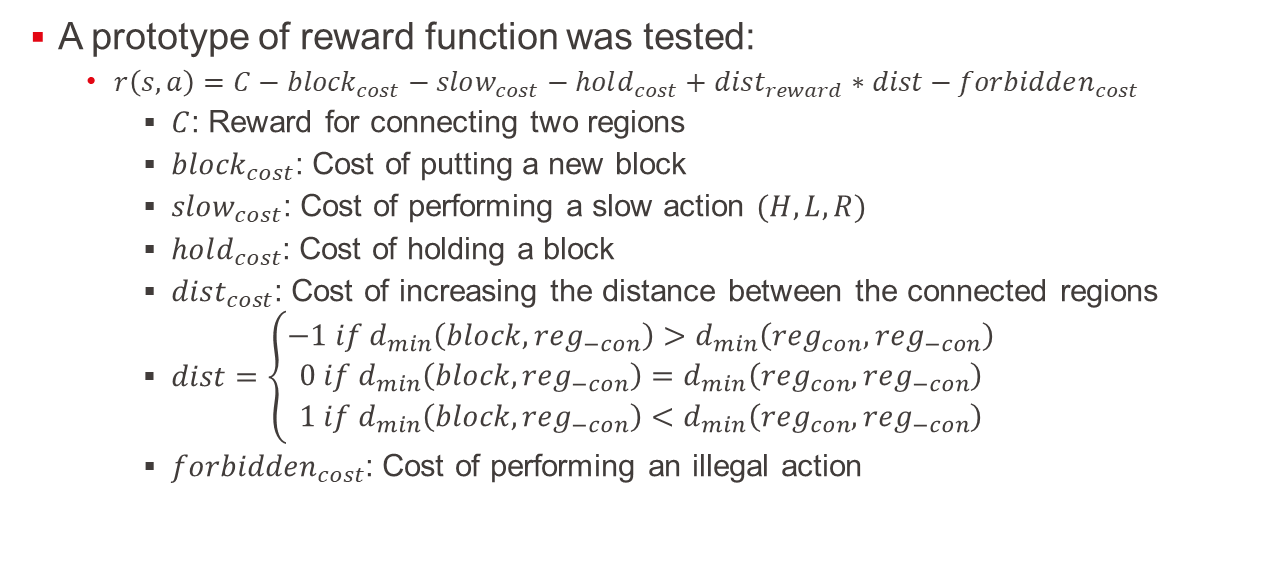 ▪ A prototype of reward function was tested:
• r(s, a) = C − block_cost − slow_cost − hold_cost + dist_reward ∗ dist − forbidden_cost
▪ C: Reward for connecting two regions
▪ block_cost: Cost of putting a new block
▪ slow_cost: Cost of performing a slow action (H, L, R)
▪ hold_cost: Cost of holding a block
▪ dist_cost: Cost of increasing the distance between the connected regions
−1 if d_min(block, reg_¬con) > d_min(reg_con, reg_¬con)
▪ dist = { 0 if d_min(block, reg_¬con) = d_min(reg_con, reg_¬con)
1 if d_min(block, reg_¬con) < d_min(reg_con, reg_¬con)
▪ forbidden_cost: Cost of performing an illegal action